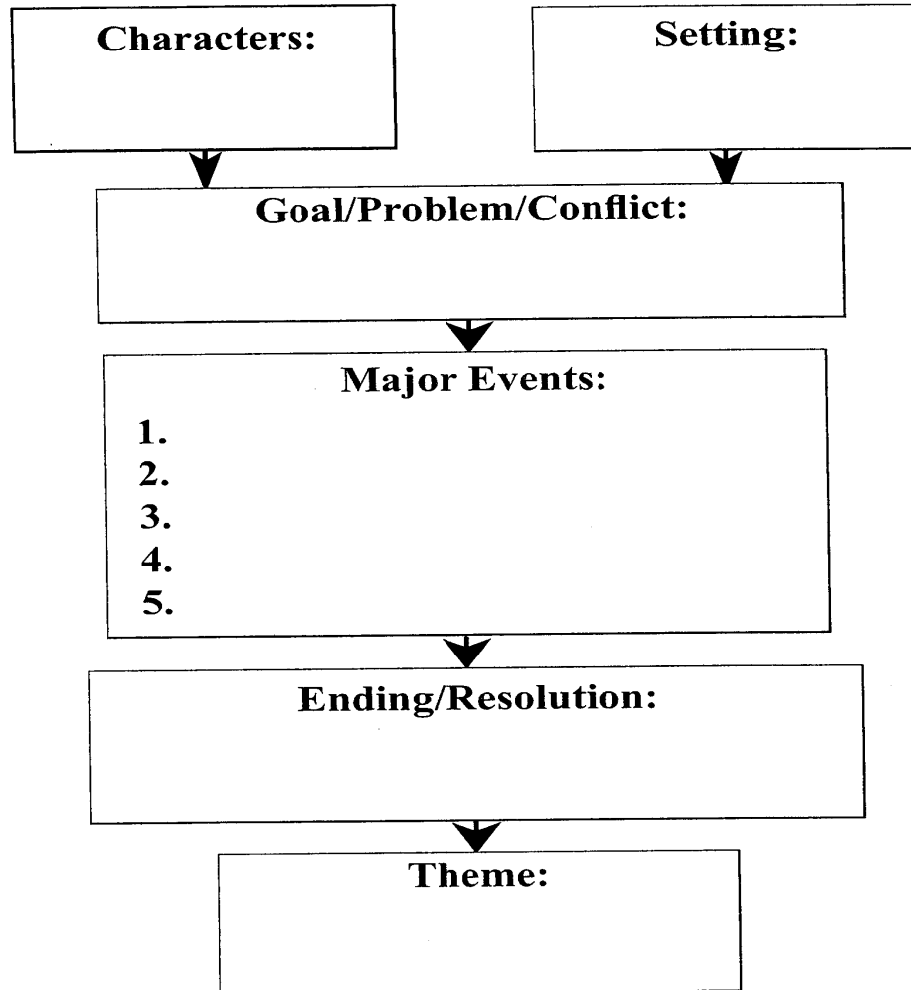 Characters:
Setting:
Goal/Problem/Conflict:
Major Events:
1.
2.
3.
4.
5.
Ending/Resolution:
Theme: